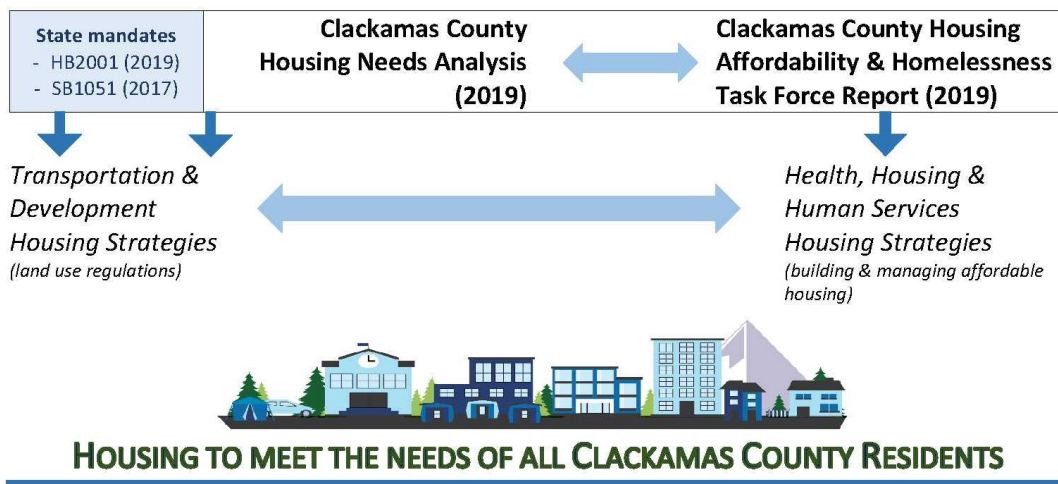 State mandates
- HB2001 (2019)
- SB1051 (2017)
Clackamas County
Housing Needs Analysis
(2019)
Clackamas County Housing
Affordability & Homelessness
Task Force Report (2019)
Transportation &
Development
Housing Strategies
(land use regulations)
Health, Housing &
Human Services
Housing Strategies
(building & managing affordable
housing)
HOUSING TO MEET THE NEEDS OF ALL CLACKAMAS COUNTY RESIDENTS